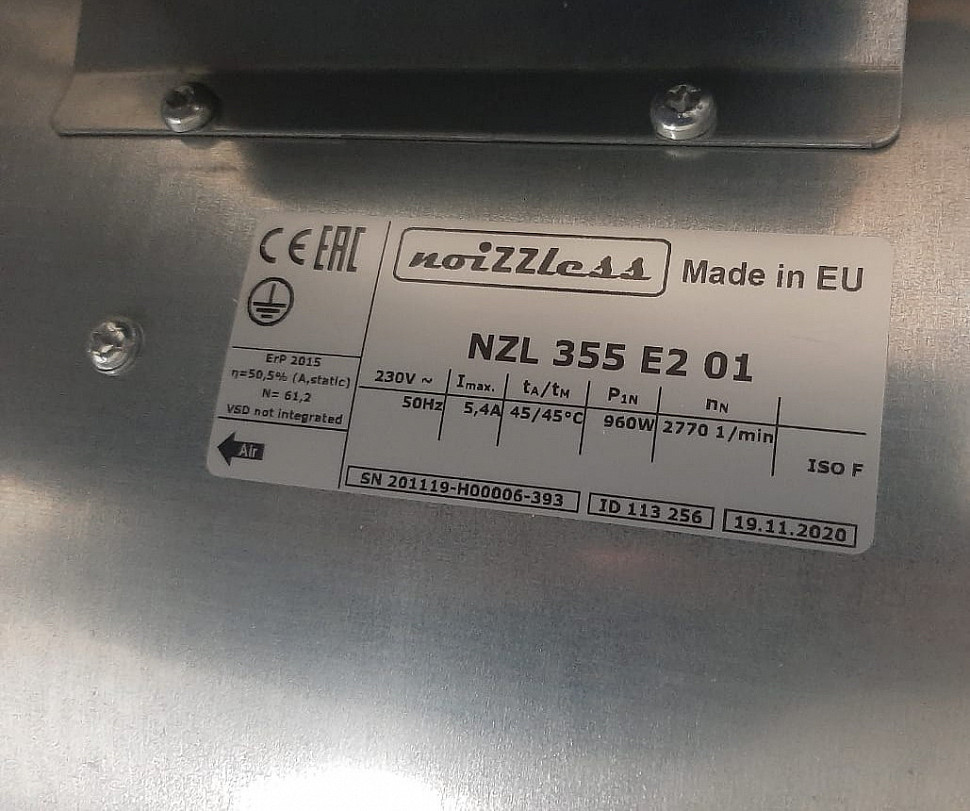 CE EAC
noiZZless
Made in EU
ErP 2015
η=50,5% (A,static)
N= 61,2
VSD not integrated
Air
NZL 355 E2 01
230V ~ Imax. tA/tM P1N nN
50Hz 5,4A 45/45°C 960W 2770 1/min
ISO F
SN 201119-H00006-393 ID 113 256 19.11.2020